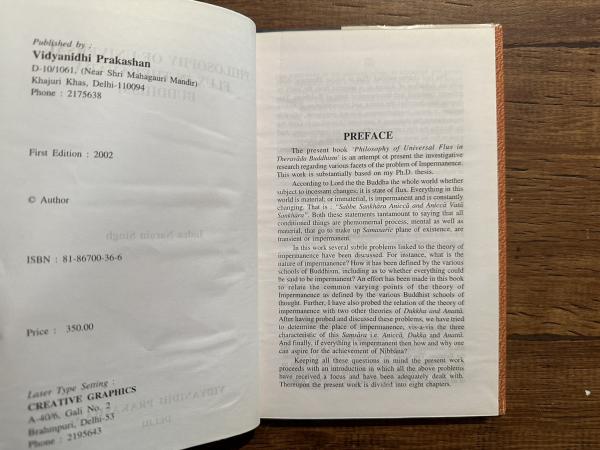 Published by :
Vidyanidhi Prakashan
D-10/1061, (Near Shri Mahagauri Mandir)
Khajuri Khas, Delhi-110094
Phone : 2175638
First Edition : 2002
© Author
ISBN : 81-86700-36-6
Price : 350.00
Laser Type Setting :
CREATIVE GRAPHICS
A-40/6, Gali No. 2
Brahmpuri, Delhi-53
Phone : 2195643
PREFACE
The present book 'Philosophy of Universal Flus in
Theravāda Buddhism' is an attempt ot present the investigative
research regarding various facets of the problem of Impermanence.
This work is substantially based on my Ph.D. thesis.
According to Lord the the Buddha the whole world whether
subject to incessam changes; it is state of flux. Everything in this
world is material; or immaterial, is impermanent and is constantly
changing. That is : "Sabbe Sankhāra Aniccā and Aniccā Vatā
Sankhāra". Both these statements tantamount to saying that all
conditioned things are phenomenal process, mental as well as
material, that go to make up Samasaric plane of existence, are
transient or impermanent.
In this work several subtle problems linked to the theory of
impermanence have been discussed. For instance, what is the
nature of impermanence? How it has been defined by the various
schools of Buddhism, including as to whether everything could
be said to be impermanent? An effort has been made in this book
to relate the common varying points of the theory of
Impermanence as defined by the various Buddhist schools of
thought. Further, I have also probed the relation of the theory of
impermanence with two other theories of Dukkha and Anattā.
After having probed and discussed these problems, we have tried
to determine the place of impermanence, vis-a-vis the three
characteristic of this Sampāra i.e. Aniccā, Dukka and Anattā.
And finally, if everything is impermanent then how and why one
can aspire for the achievement of Nibbāna?
Keeping all these questions in mind the present work
proceeds with an introduction in which all the above problems
have received a focus and have been adequately dealt with.
Thereupon the present work is divided into eight chapters.